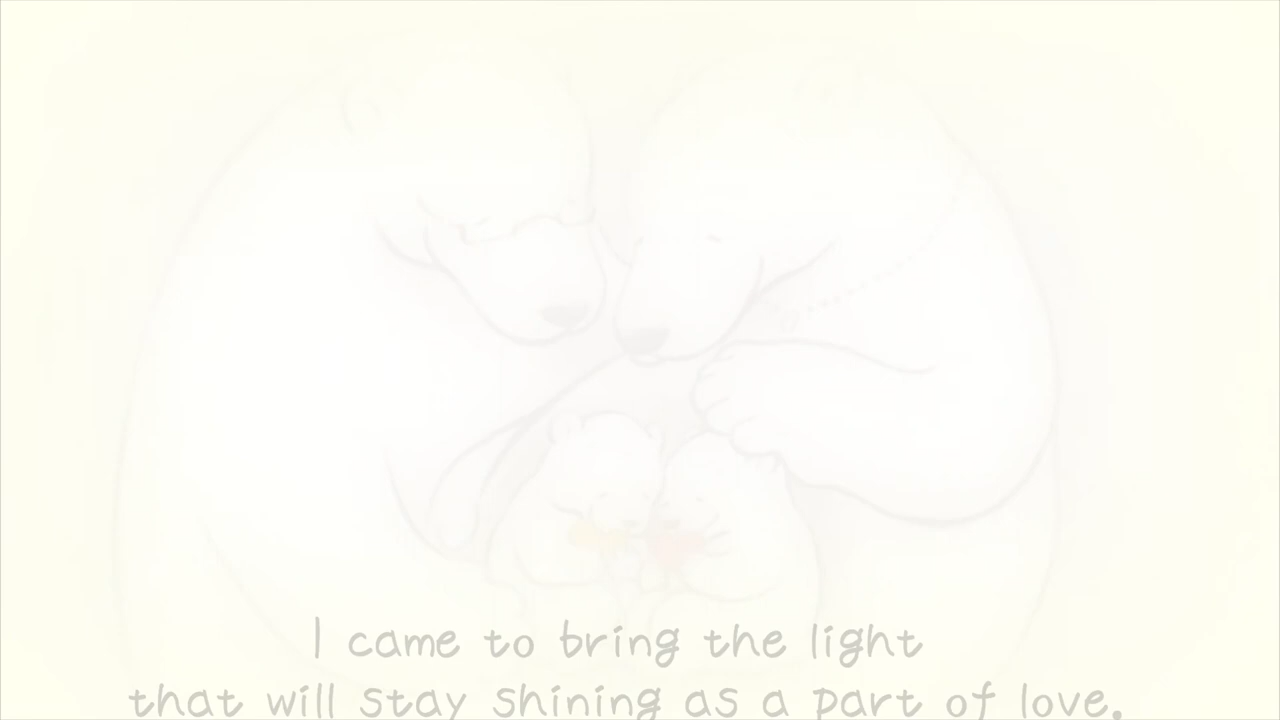 I came to bring the light
that will stay shining as a part of love.